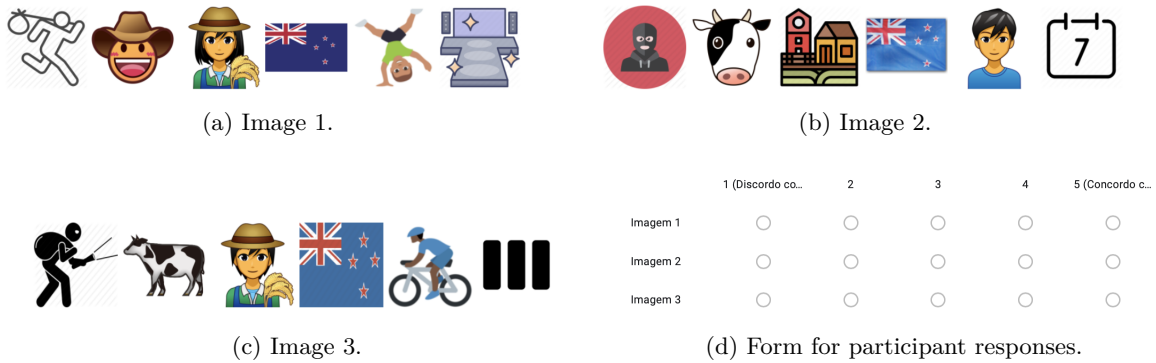 (a) Image 1.
7
(b) Image 2.
(c) Image 3.
1 (Discordo co... 2 3 4 5 (Concordo c...
Imagem 1
Imagem 2
Imagem 3
(d) Form for participant responses.